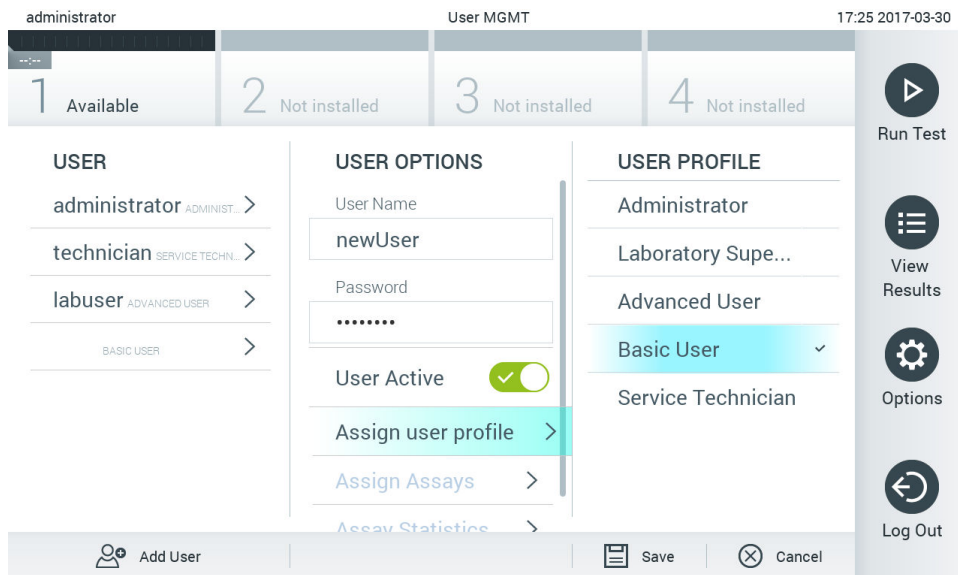 administrator
User MGMT
17:25 2017-03-30
--:--
1 Available
2 Not installed
3 Not installed
4 Not installed
Run Test
View
Results
Options
Log Out
USER
administrator ADMINIST...
technician SERVICE TECHN...
labuser ADVANCED USER
BASIC USER
USER OPTIONS
User Name
newUser
Password
••••••••
User Active
Assign user profile
Assign Assays
Assay Statistics
USER PROFILE
Administrator
Laboratory Supe...
Advanced User
Basic User
Service Technician
Add User
Save
Cancel